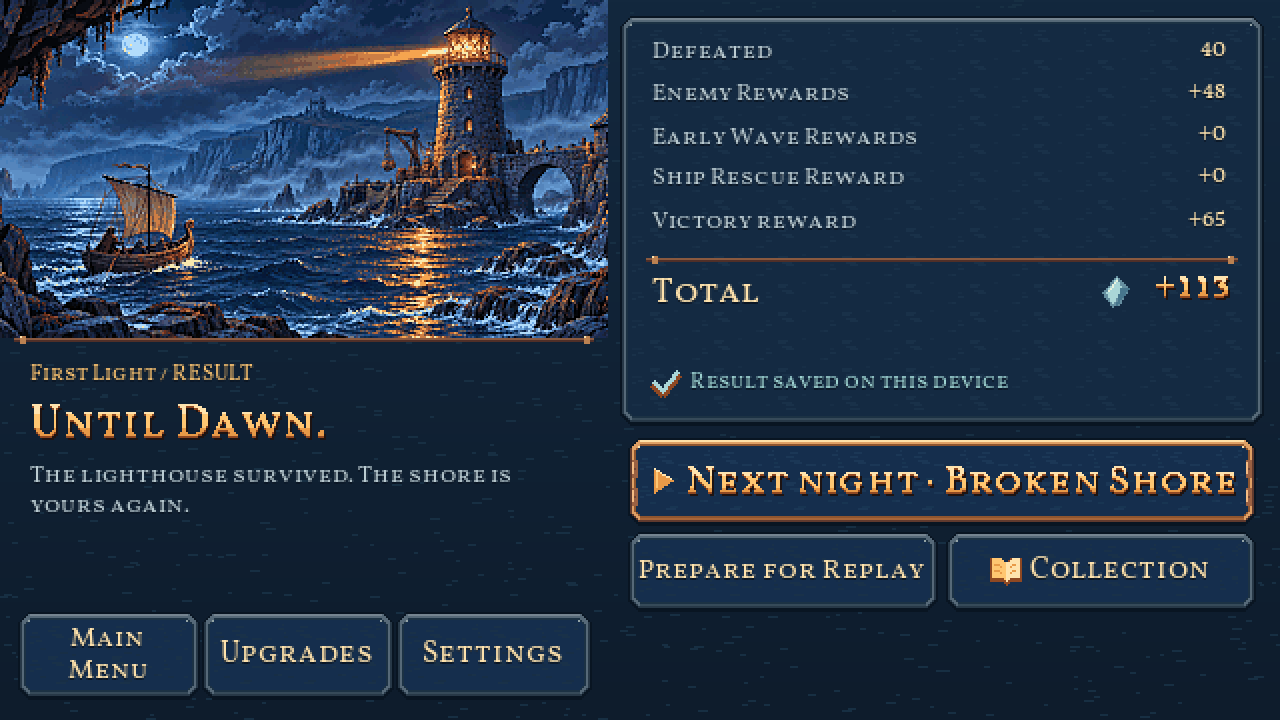 First Light / RESULT
Until Dawn.
The lighthouse survived. The shore is
yours again.
Main
Menu
Upgrades
Settings
Defeated 40
Enemy Rewards +48
Early Wave Rewards +0
Ship Rescue Reward +0
Victory reward +65
Total +113
Result saved on this device
Next night · Broken Shore
Prepare for Replay
Collection